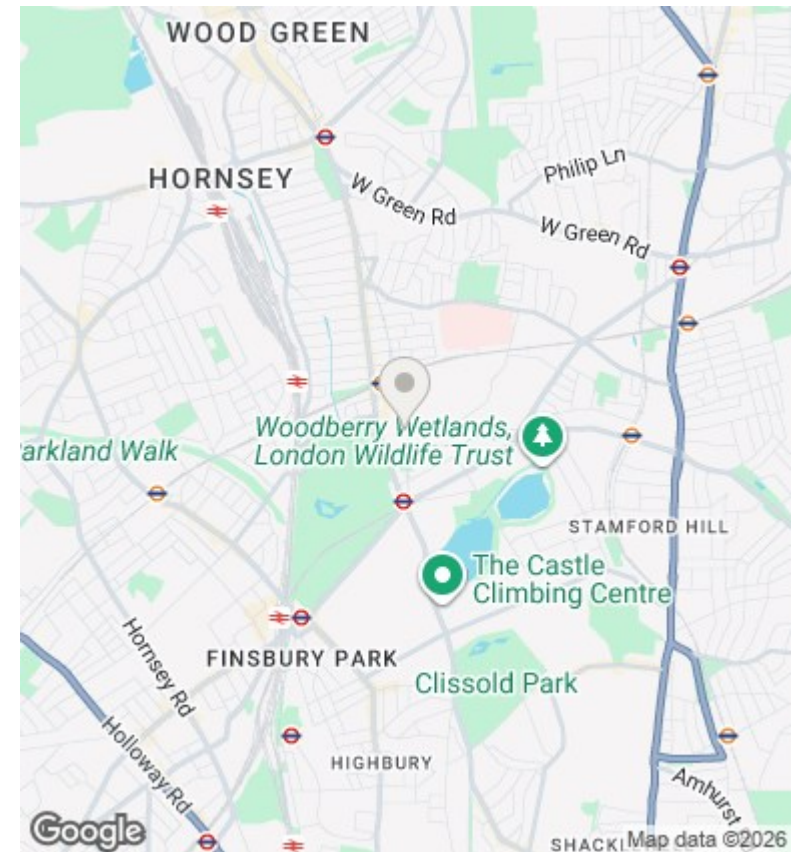 WOOD GREEN
HORNSEY
Philip Ln
W Green Rd
W Green Rd
Woodberry Wetlands,
London Wildlife Trust
arkland Walk
STAMFORD HILL
The Castle
Climbing Centre
Hornsey Rd
FINSBURY PARK
Clissold Park
Holloway Rd
HIGHBURY
Amhurst
Google
SHACKL
Map data ©2026